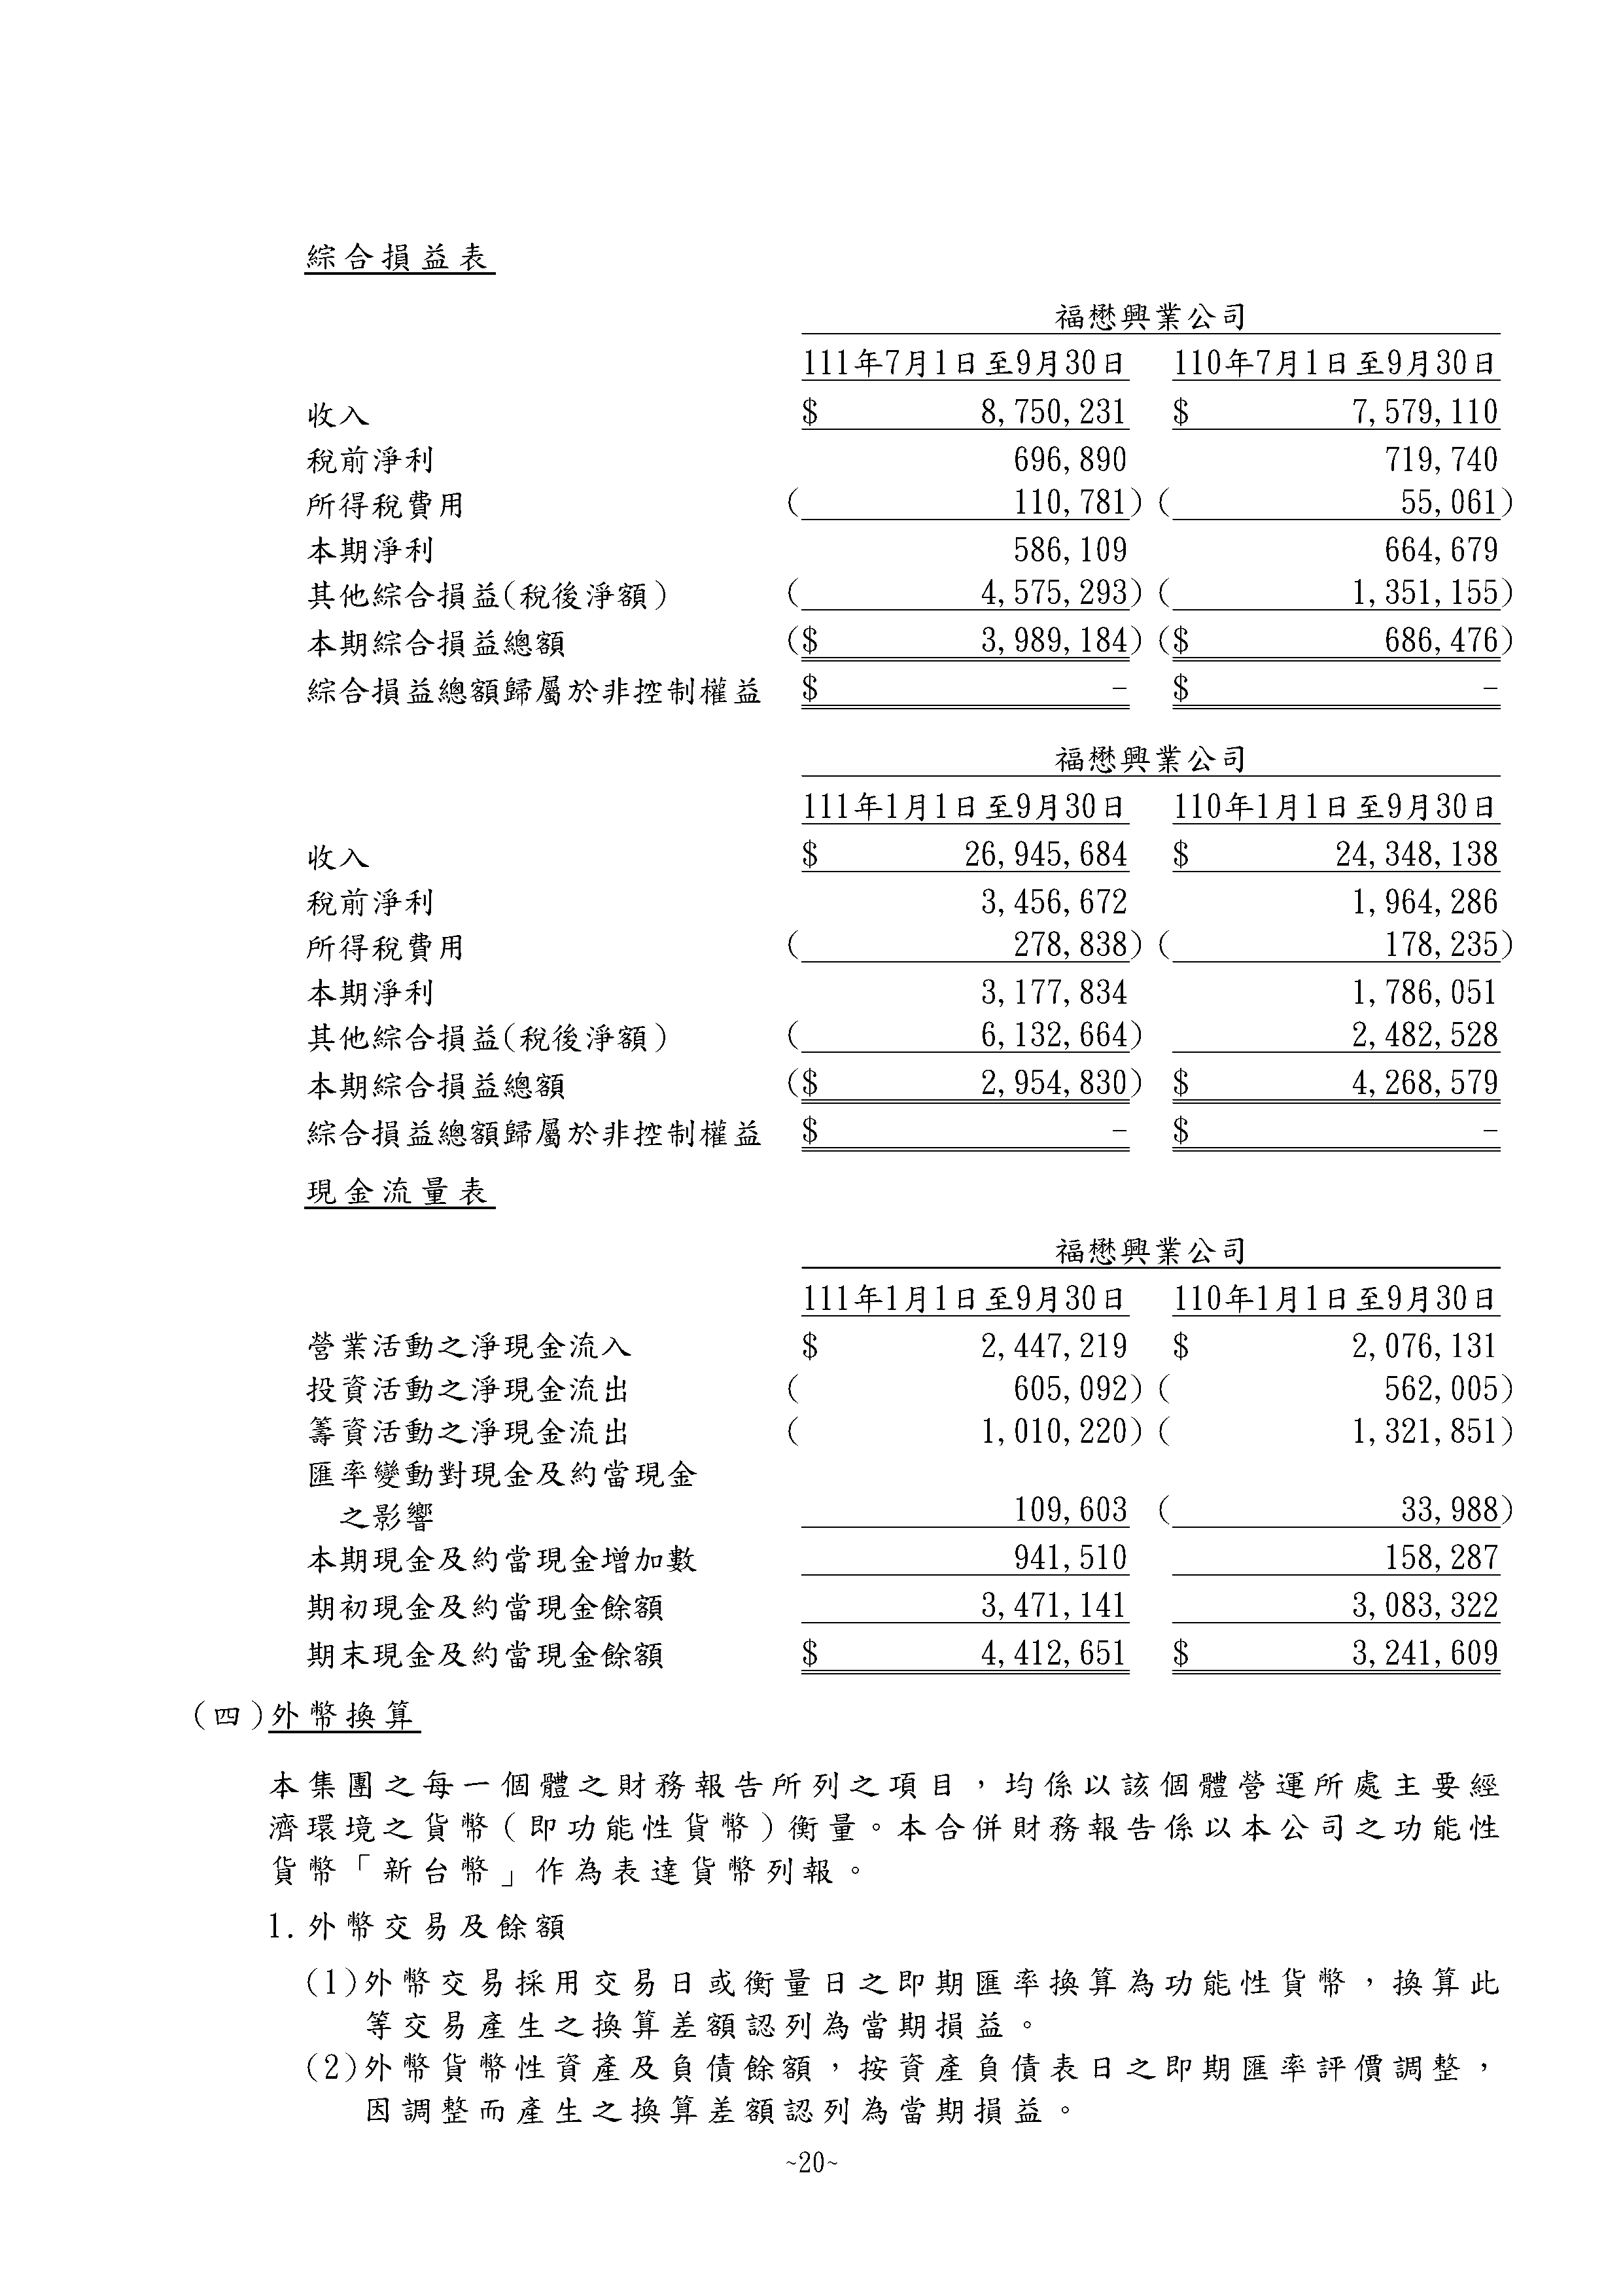 綜合損益表
福懋興業公司
111年7月1日至9月30日 110年7月1日至9月30日
收入 $ 8,750,231 $ 7,579,110
稅前淨利 696,890 719,740
所得稅費用 ( 110,781) ( 55,061)
本期淨利 586,109 664,679
其他綜合損益(稅後淨額) ( 4,575,293) ( 1,351,155)
本期綜合損益總額 ($ 3,989,184) ($ 686,476)
綜合損益總額歸屬於非控制權益 $ - $ -
福懋興業公司
111年1月1日至9月30日 110年1月1日至9月30日
收入 $ 26,945,684 $ 24,348,138
稅前淨利 3,456,672 1,964,286
所得稅費用 ( 278,838) ( 178,235)
本期淨利 3,177,834 1,786,051
其他綜合損益(稅後淨額) ( 6,132,664) 2,482,528
本期綜合損益總額 ($ 2,954,830) $ 4,268,579
綜合損益總額歸屬於非控制權益 $ - $ -
現金流量表
福懋興業公司
111年1月1日至9月30日 110年1月1日至9月30日
營業活動之淨現金流入 $ 2,447,219 $ 2,076,131
投資活動之淨現金流出 ( 605,092) ( 562,005)
籌資活動之淨現金流出 ( 1,010,220) ( 1,321,851)
匯率變動對現金及約當現金
之影響 109,603 ( 33,988)
本期現金及約當現金增加數 941,510 158,287
期初現金及約當現金餘額 3,471,141 3,083,322
期末現金及約當現金餘額 $ 4,412,651 $ 3,241,609
(四)外幣換算
本集團之每一個體之財務報告所列之項目，均係以該個體營運所處主要經
濟環境之貨幣(即功能性貨幣)衡量。本合併財務報告係以本公司之功能性
貨幣「新台幣」作為表達貨幣列報。
1.外幣交易及餘額
(1)外幣交易採用交易日或衡量日之即期匯率換算為功能性貨幣，換算此
等交易產生之換算差額認列為當期損益。
(2)外幣貨幣性資產及負債餘額，按資產負債表日之即期匯率評價調整，
因調整而產生之換算差額認列為當期損益。
~20~